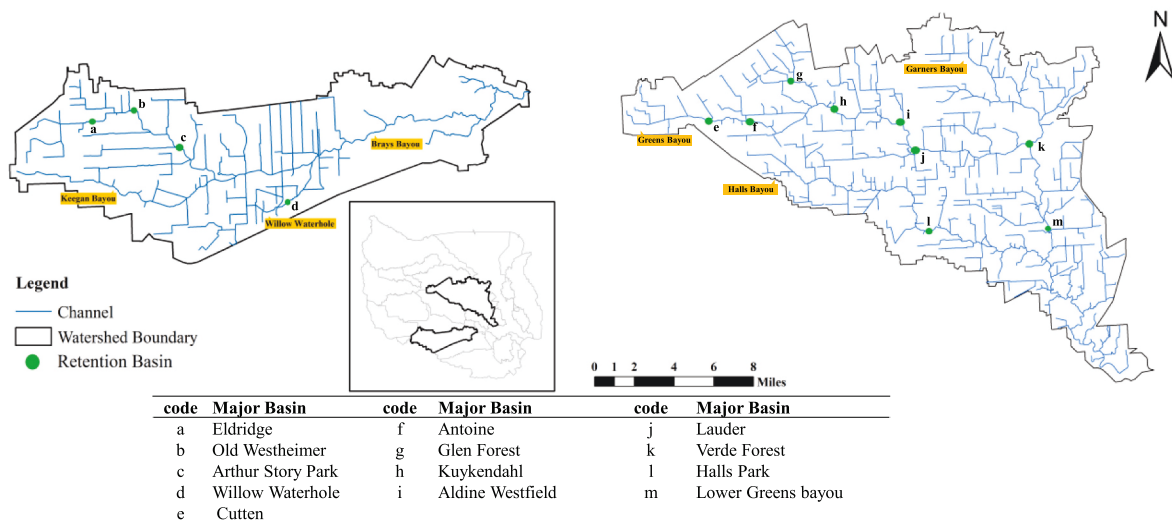 N
Garners Bayou
g
b
h
a
e
f
i
Greens Bayou
c
Brays Bayou
j
k
Halls Bayou
Keegan Bayou
d
Willow Waterhole
l
m
Legend
Channel
Watershed Boundary
Retention Basin
0 1 2 4 6 8
Miles
code Major Basin code Major Basin code Major Basin
a Eldridge f Antoine j Lauder
b Old Westheimer g Glen Forest k Verde Forest
c Arthur Story Park h Kuykendahl l Halls Park
d Willow Waterhole i Aldine Westfield m Lower Greens bayou
e Cutten